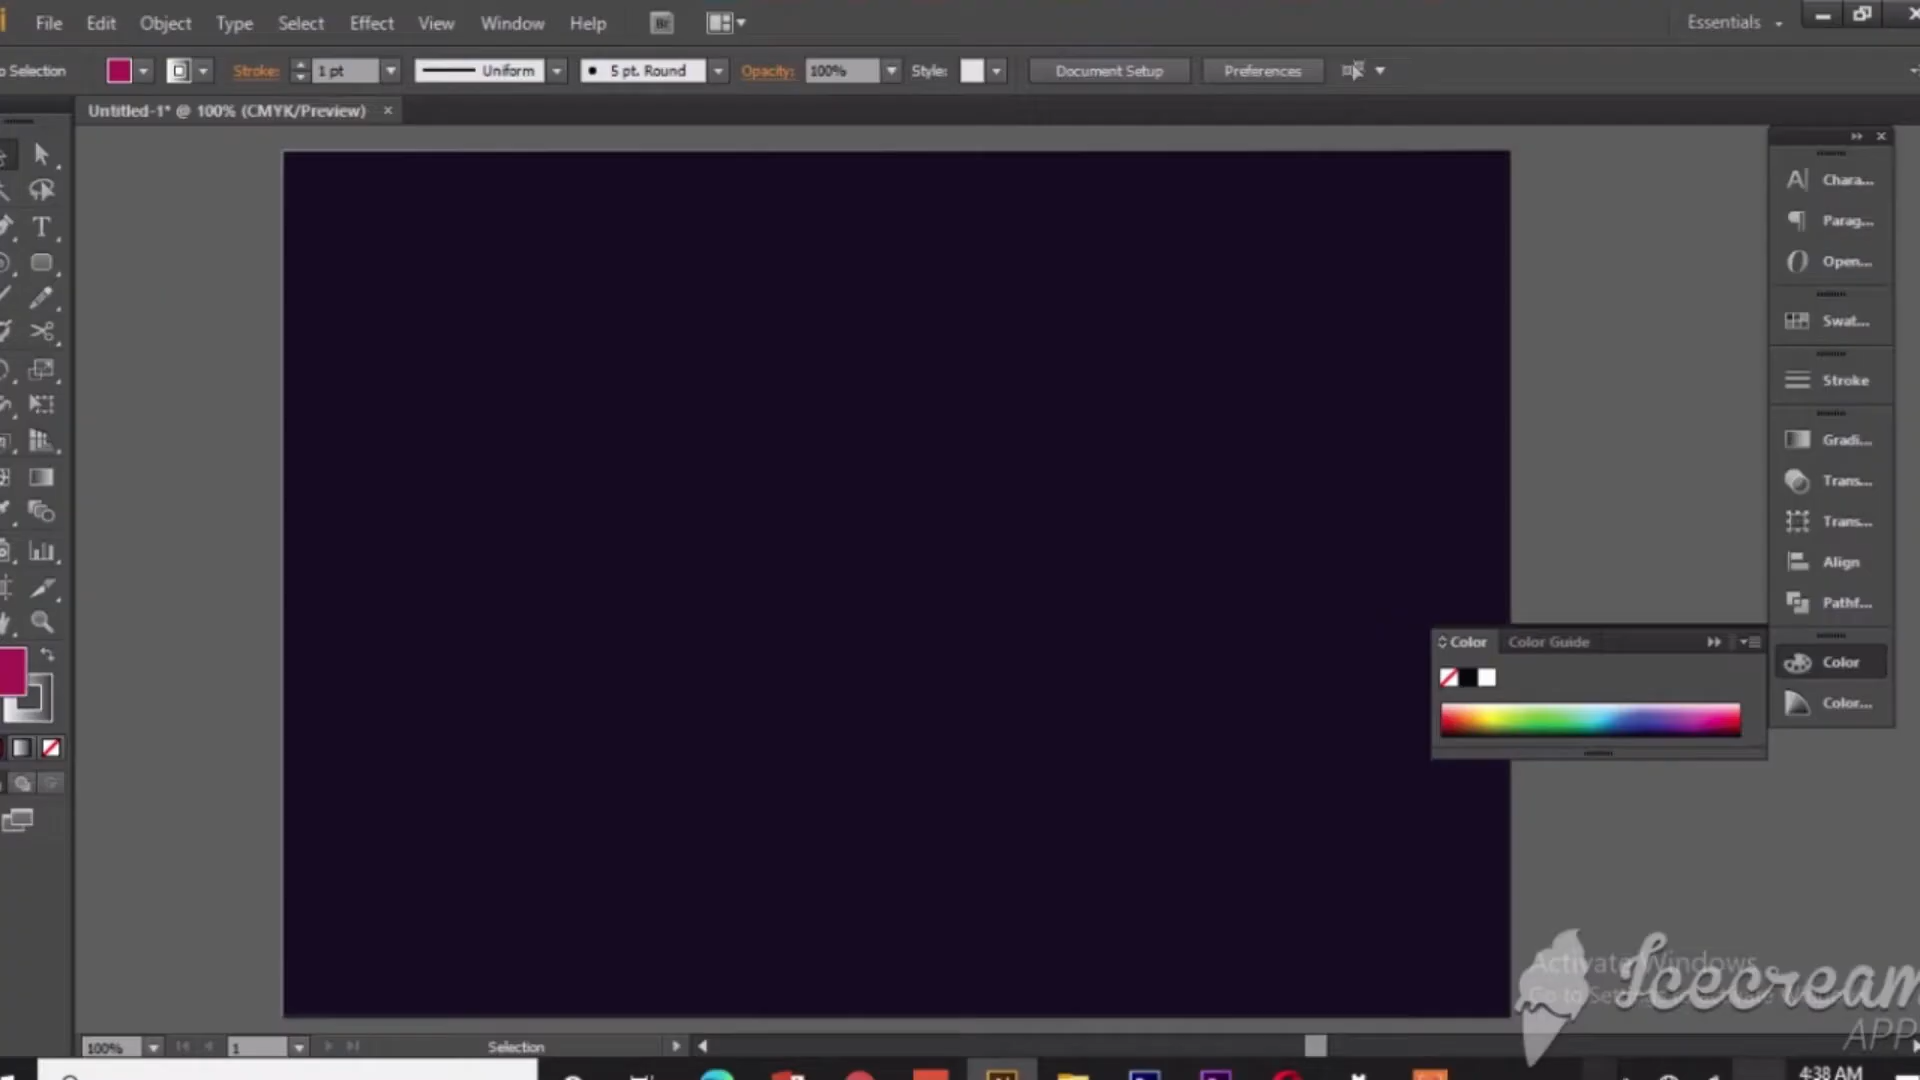 File Edit Object Type Select Effect View Window Help Br Essentials
Selection Stroke: 1 pt Uniform 5 pt. Round Opacity: 100% Style: Document Setup Preferences
Untitled-1* @ 100% (CMYK/Preview)
Chara...
Parag...
Open...
Swat...
Stroke
Gradi...
Trans...
Trans...
Align
Pathf...
Color
Color...
Color Color Guide
Activate Windows
Go to
Icecream
APP
100% 1 Selection
4:38 AM